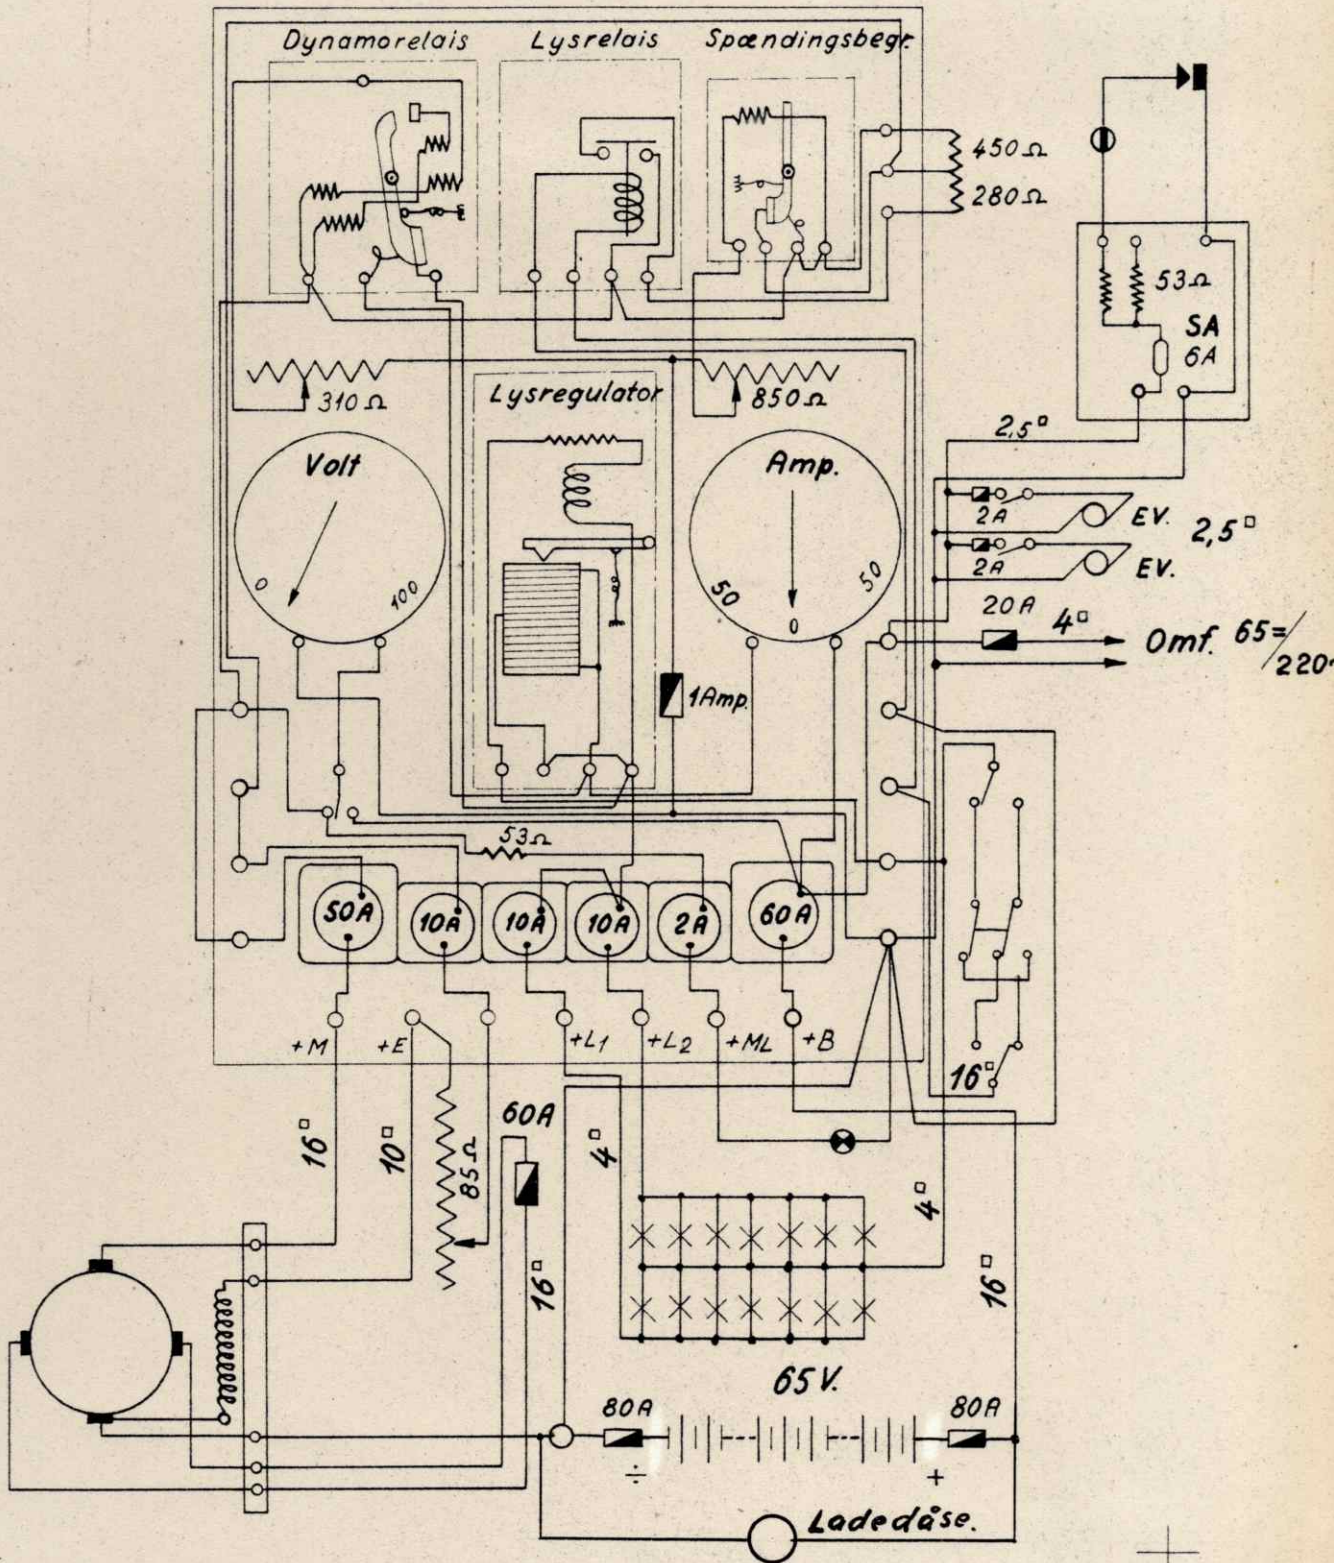 Dynamorelais
Lysrelais
Spændingsbegr.
450Ω
280Ω
53Ω
SA
6A
310Ω
Lysregulator
850Ω
2,5▫
Volt
Amp.
2A
EV.
2,5▫
2A
EV.
0
100
50
0
50
20A
4▫
Omf. 65=/220~
1Amp.
53Ω
50A
10A
10A
10A
2A
60A
+M
+E
+L1
+L2
+ML
+B
16▫
60A
16▫
10▫
85Ω
4▫
4▫
16▫
16▫
65V.
80A
80A
÷
+
Ladedåse.